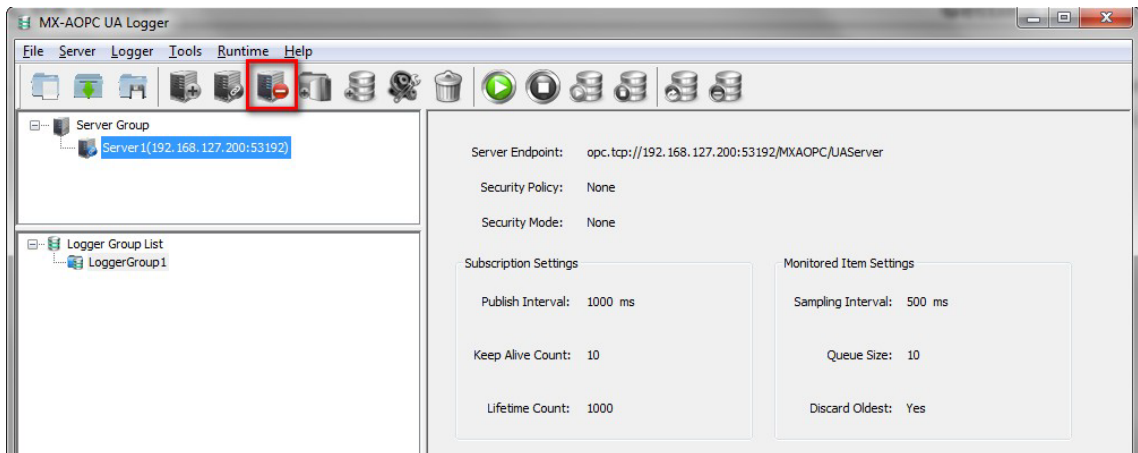 MX-AOPC UA Logger
File Server Logger Tools Runtime Help
Server Group
Server1(192.168.127.200:53192)
Logger Group List
LoggerGroup1
Server Endpoint: opc.tcp://192.168.127.200:53192/MXAOPC/UAServer
Security Policy: None
Security Mode: None
Subscription Settings
Publish Interval: 1000 ms
Keep Alive Count: 10
Lifetime Count: 1000
Monitored Item Settings
Sampling Interval: 500 ms
Queue Size: 10
Discard Oldest: Yes